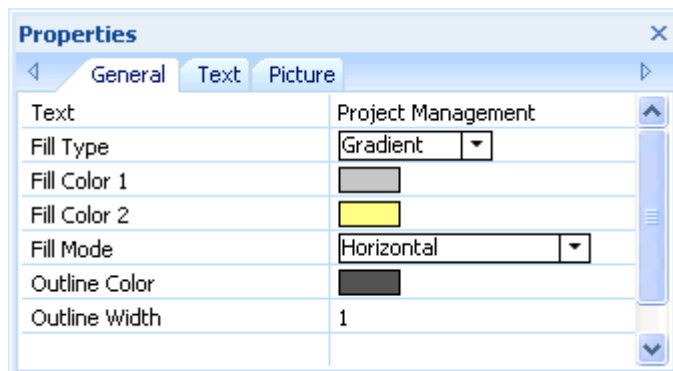 Properties
General Text Picture
Text Project Management
Fill Type Gradient
Fill Color 1
Fill Color 2
Fill Mode Horizontal
Outline Color
Outline Width 1